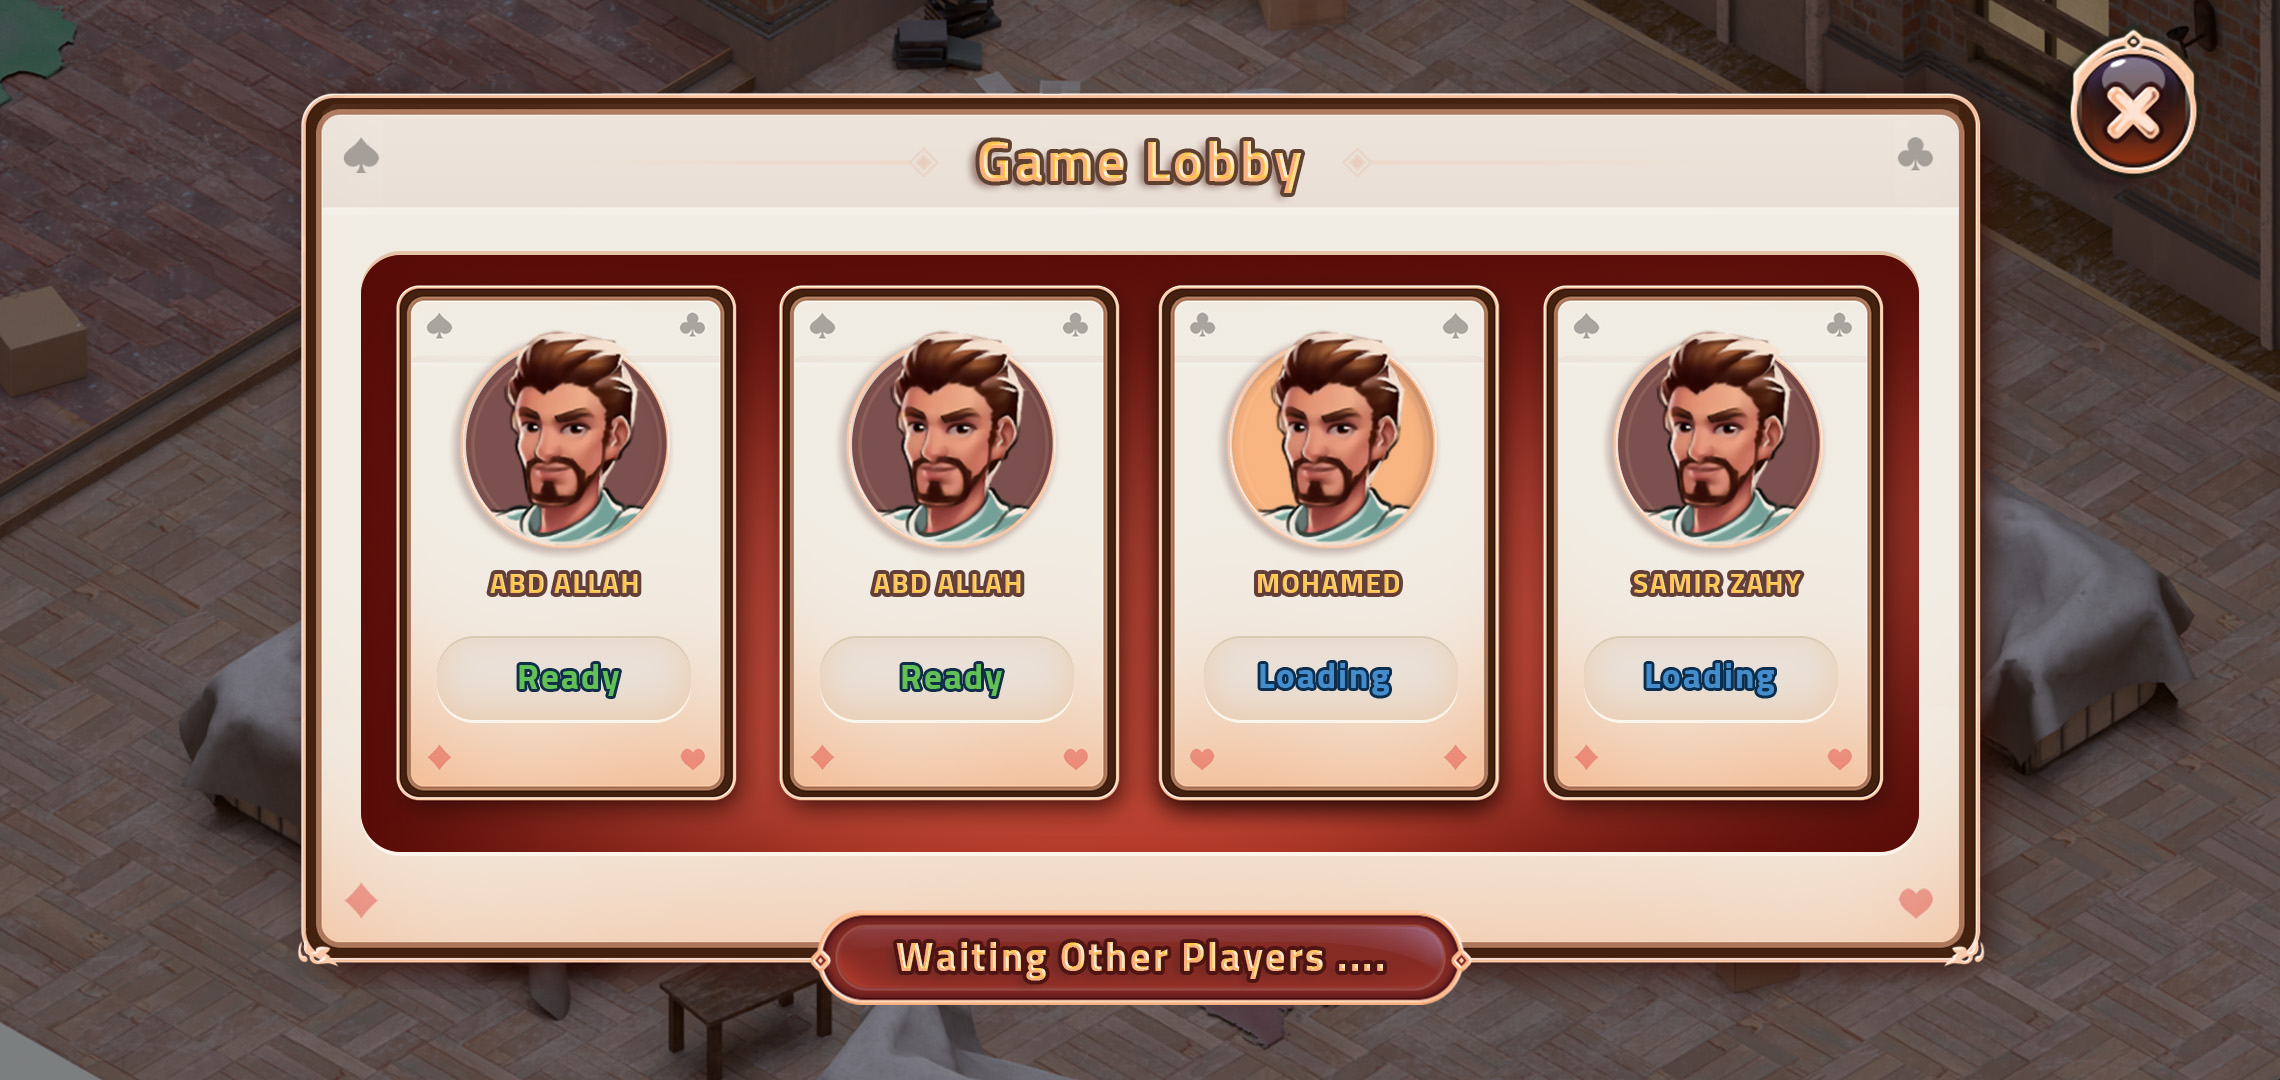 Game Lobby
ABD ALLAH
ABD ALLAH
MOHAMED
SAMIR ZAHY
Ready
Ready
Loading
Loading
Waiting Other Players ....